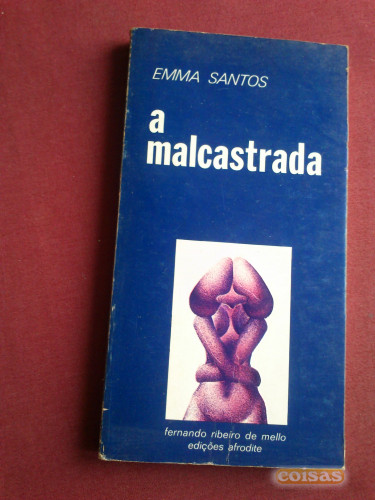 EMMA SANTOS
a
malcastrada
fernando ribeiro de mello
edições afrodite
coisas